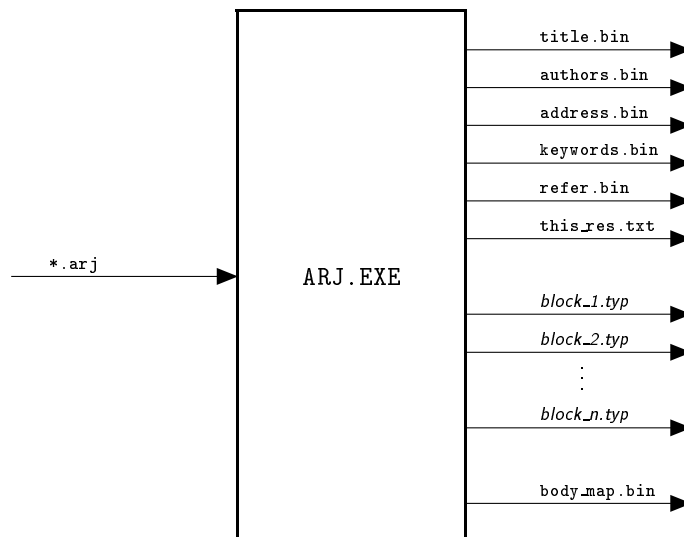 title.bin
authors.bin
address.bin
keywords.bin
refer.bin
this_res.txt
*.arj
ARJ.EXE
block_1.typ
block_2.typ
⋮
block_n.typ
body_map.bin